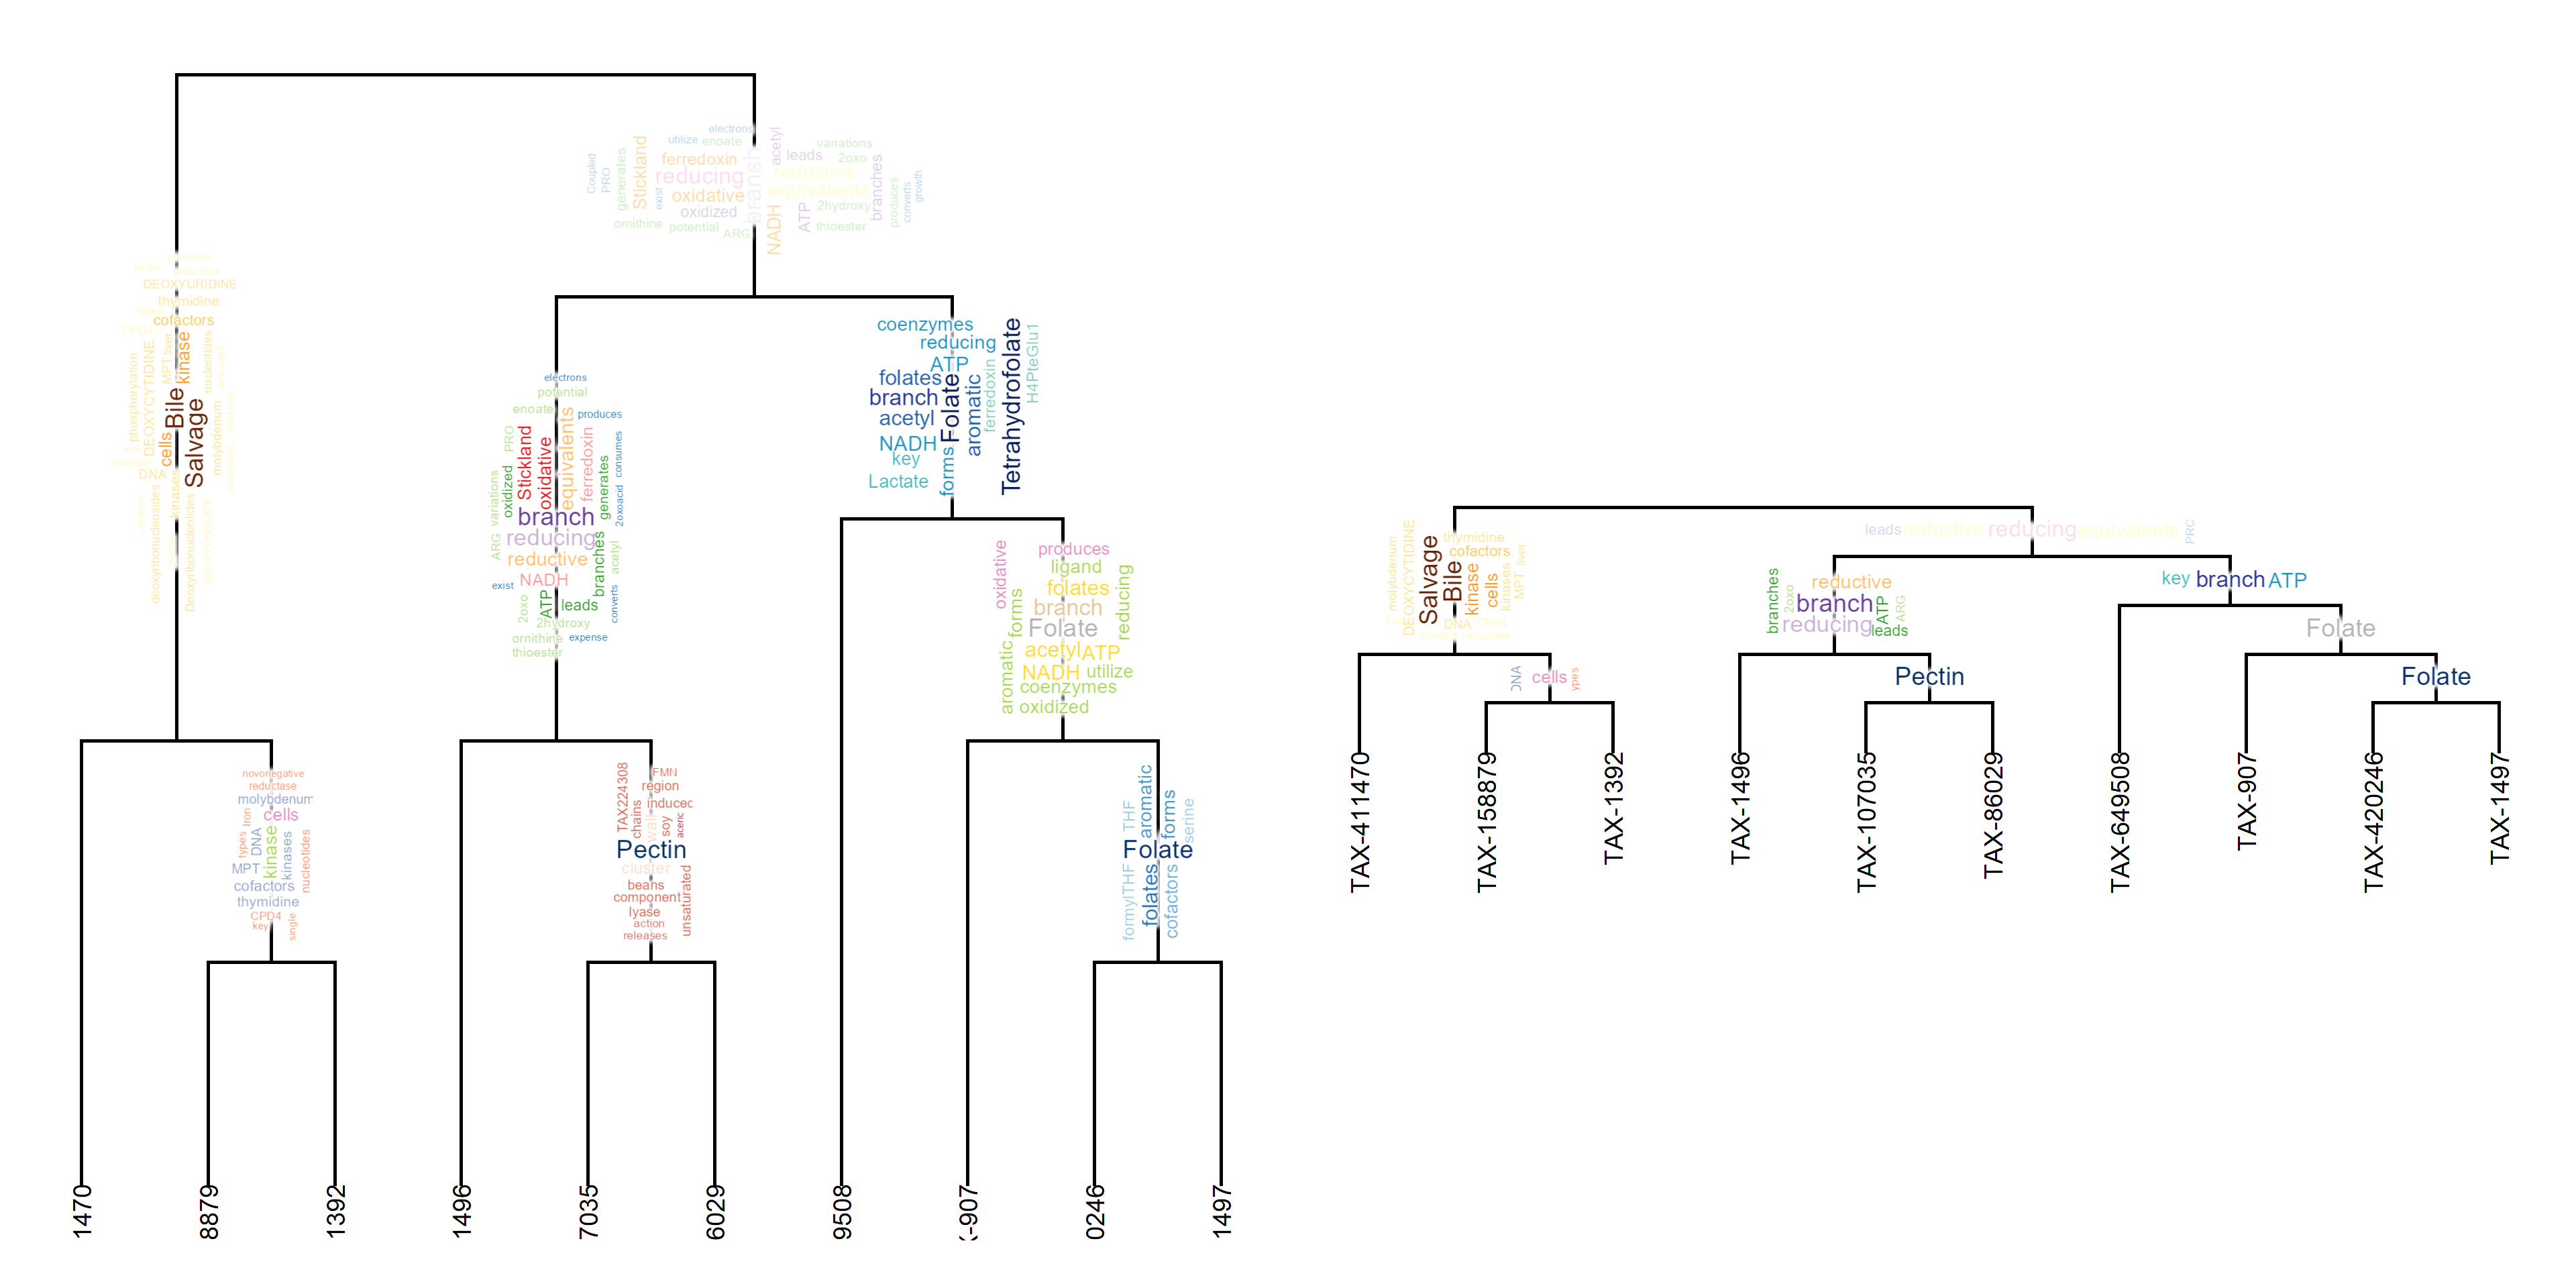 electrons
utilize enoate
acetyl
variations
Coupled
PRO
generates
Stickland
ferredoxin
leads
2oxo
reducing
branch
reductive
branches
exist
oxidative
equivalents
produces
converts
growth
oxidized
NADH
ATP
2hydroxy
ornithine
potential
ARG
thioester
DEOXYURIDINE
thymidine
cofactors
CPD4
phosphorylation
DEOXYCYTIDINE
MPT
liver
kinase
nucleotides
Bile
Salvage
cells
molybdenum
DNA
kinases
deoxyribonucleosides
Deoxyribonucleotides
DEOXYCHOLATE
electrons
potential
enoate
produces
PRO
Stickland
oxidative
equivalents
ferredoxin
consumes
variations
oxidized
generates
2oxoacid
branch
reducing
ARG
reductive
branches
acetyl
exist
NADH
converts
2oxo
ATP
leads
2hydroxy
ornithine
expense
thioester
coenzymes
reducing
ATP
folates
Folate
branch
acetyl
aromatic
ferredoxin
Tetrahydrofolate
H4PteGlu1
NADH
key
forms
Lactate
oxidative
produces
ligand
folates
branch
reducing
forms
Folate
acetyl
ATP
aromatic
NADH
utilize
coenzymes
oxidized
novonegative
reductase
molybdenum
Iron
cells
types
DNA
kinase
kinases
nucleotides
MPT
cofactors
thymidine
CPD4
key
single
TAX224308
FMN
region
chains
induced
wall
soy
aceric
Pectin
cluster
beans
component
lyase
action
releases
unsaturated
THF
aromatic
forms
serine
Folate
formylTHF
folates
cofactors
1470
8879
1392
1496
7035
6029
9508
-907
0246
1497
molybdenum
DEOXYCYTIDINE
Salvage
thymidine
cofactors
Bile
kinase
cells
kinases
MPT
liver
DNA
CPD4
humans
reductase
leads
reductive
reducing
equivalents
PRC
branches
2oxo
reductive
branch
reducing
ATP
ARG
leads
key
branch
ATP
Folate
DNA
cells
ypes
Pectin
Folate
TAX-411470
TAX-158879
TAX-1392
TAX-1496
TAX-107035
TAX-86029
TAX-649508
TAX-907
TAX-420246
TAX-1497